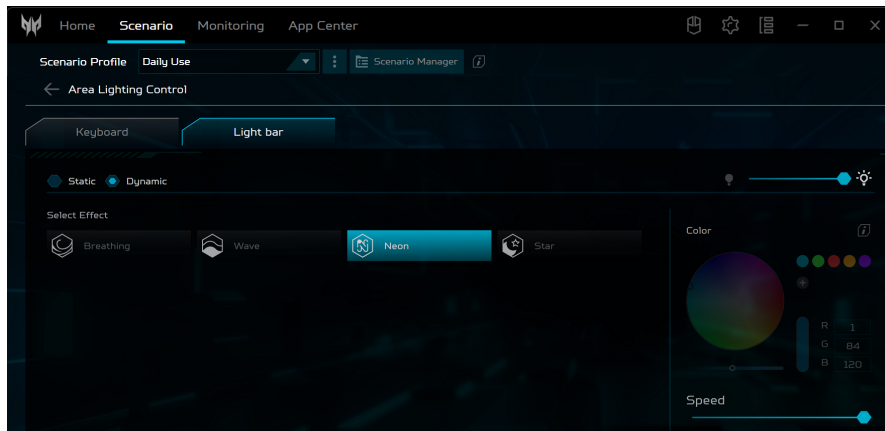 Home Scenario Monitoring App Center
Scenario Profile Daily Use Scenario Manager i
Area Lighting Control
Keyboard Light bar
Static Dynamic
Select Effect
Breathing Wave Neon Star
Color i
R 1
G 84
B 120
Speed